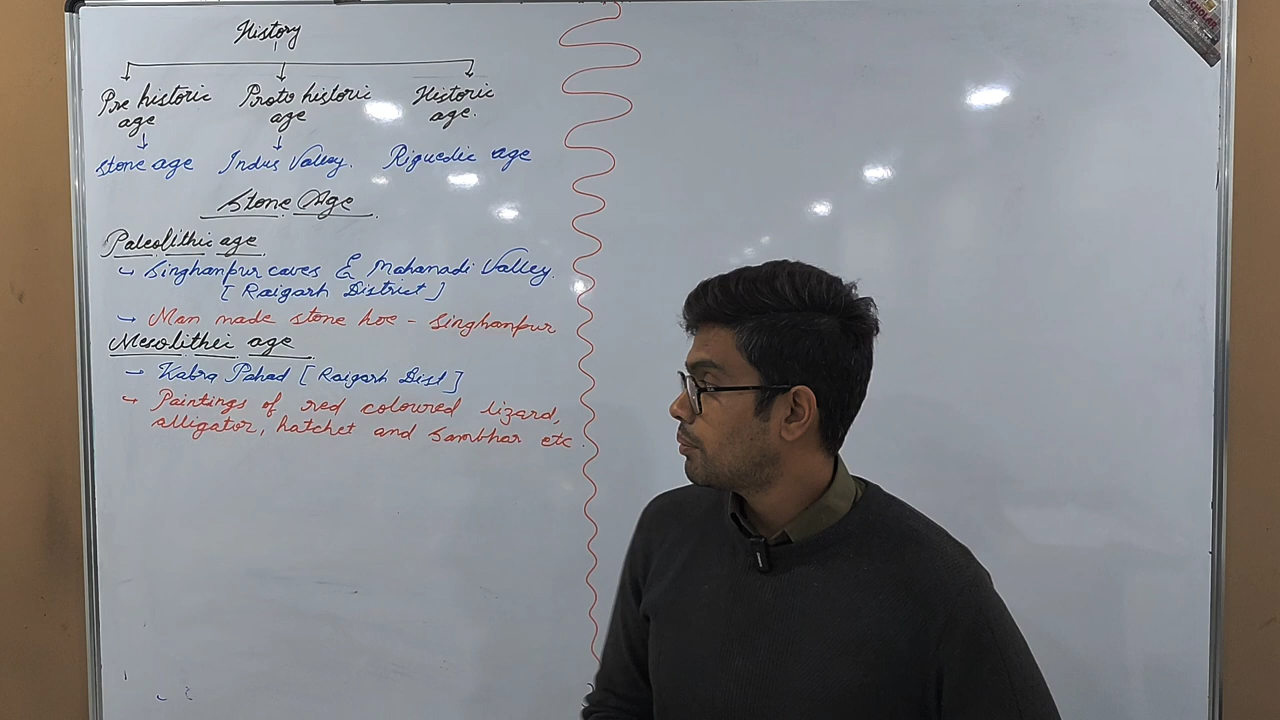 History
Pre historic age
Proto historic age
Historic age.
Stone age
Indus Valley.
Rigvedic age
Stone Age
Paleolithic age
↪ Singhanpur caves & Mahanadi Valley.
[Raigarh District]
→ Man made stone hoe - Singhanpur
Mesolithic age
→ Kabra Pahad [Raigarh Dist]
↪ Paintings of red coloured lizard,
alligator, hatchet and Sambhar etc.
SCHOLAR